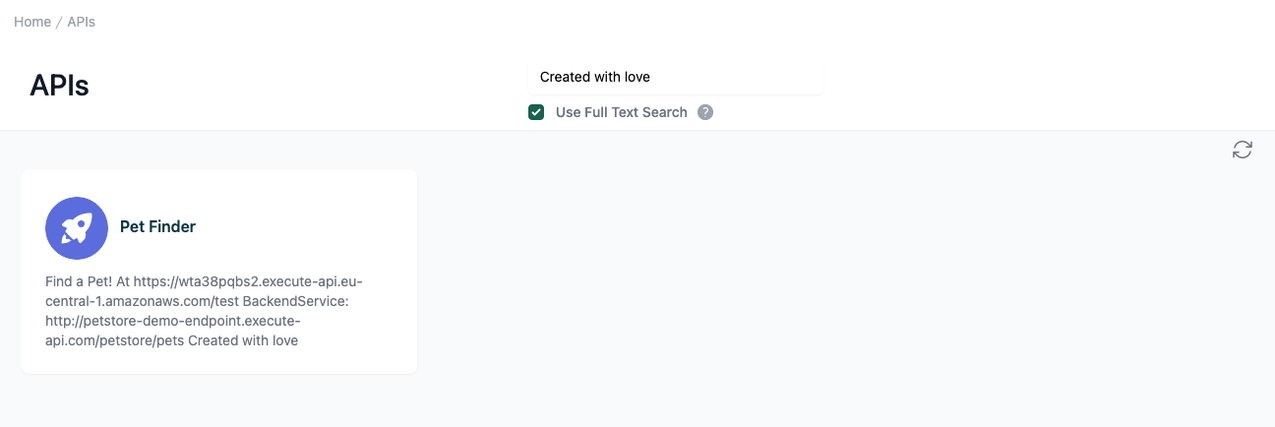 Home / APIs
APIs
Created with love
Use Full Text Search ?
Pet Finder
Find a Pet! At https://wta38pqbs2.execute-api.eu-
central-1.amazonaws.com/test BackendService:
http://petstore-demo-endpoint.execute-
api.com/petstore/pets Created with love